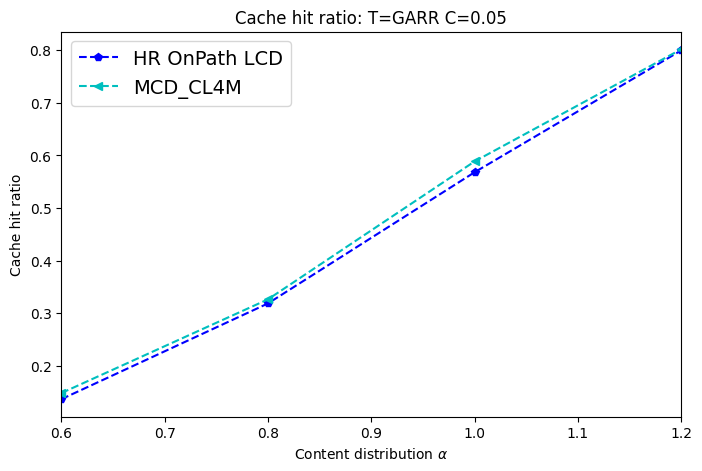 Cache hit ratio: T=GARR C=0.05
HR OnPath LCD
MCD_CL4M
Cache hit ratio
0.8
0.7
0.6
0.5
0.4
0.3
0.2
0.6 0.7 0.8 0.9 1.0 1.1 1.2
Content distribution α